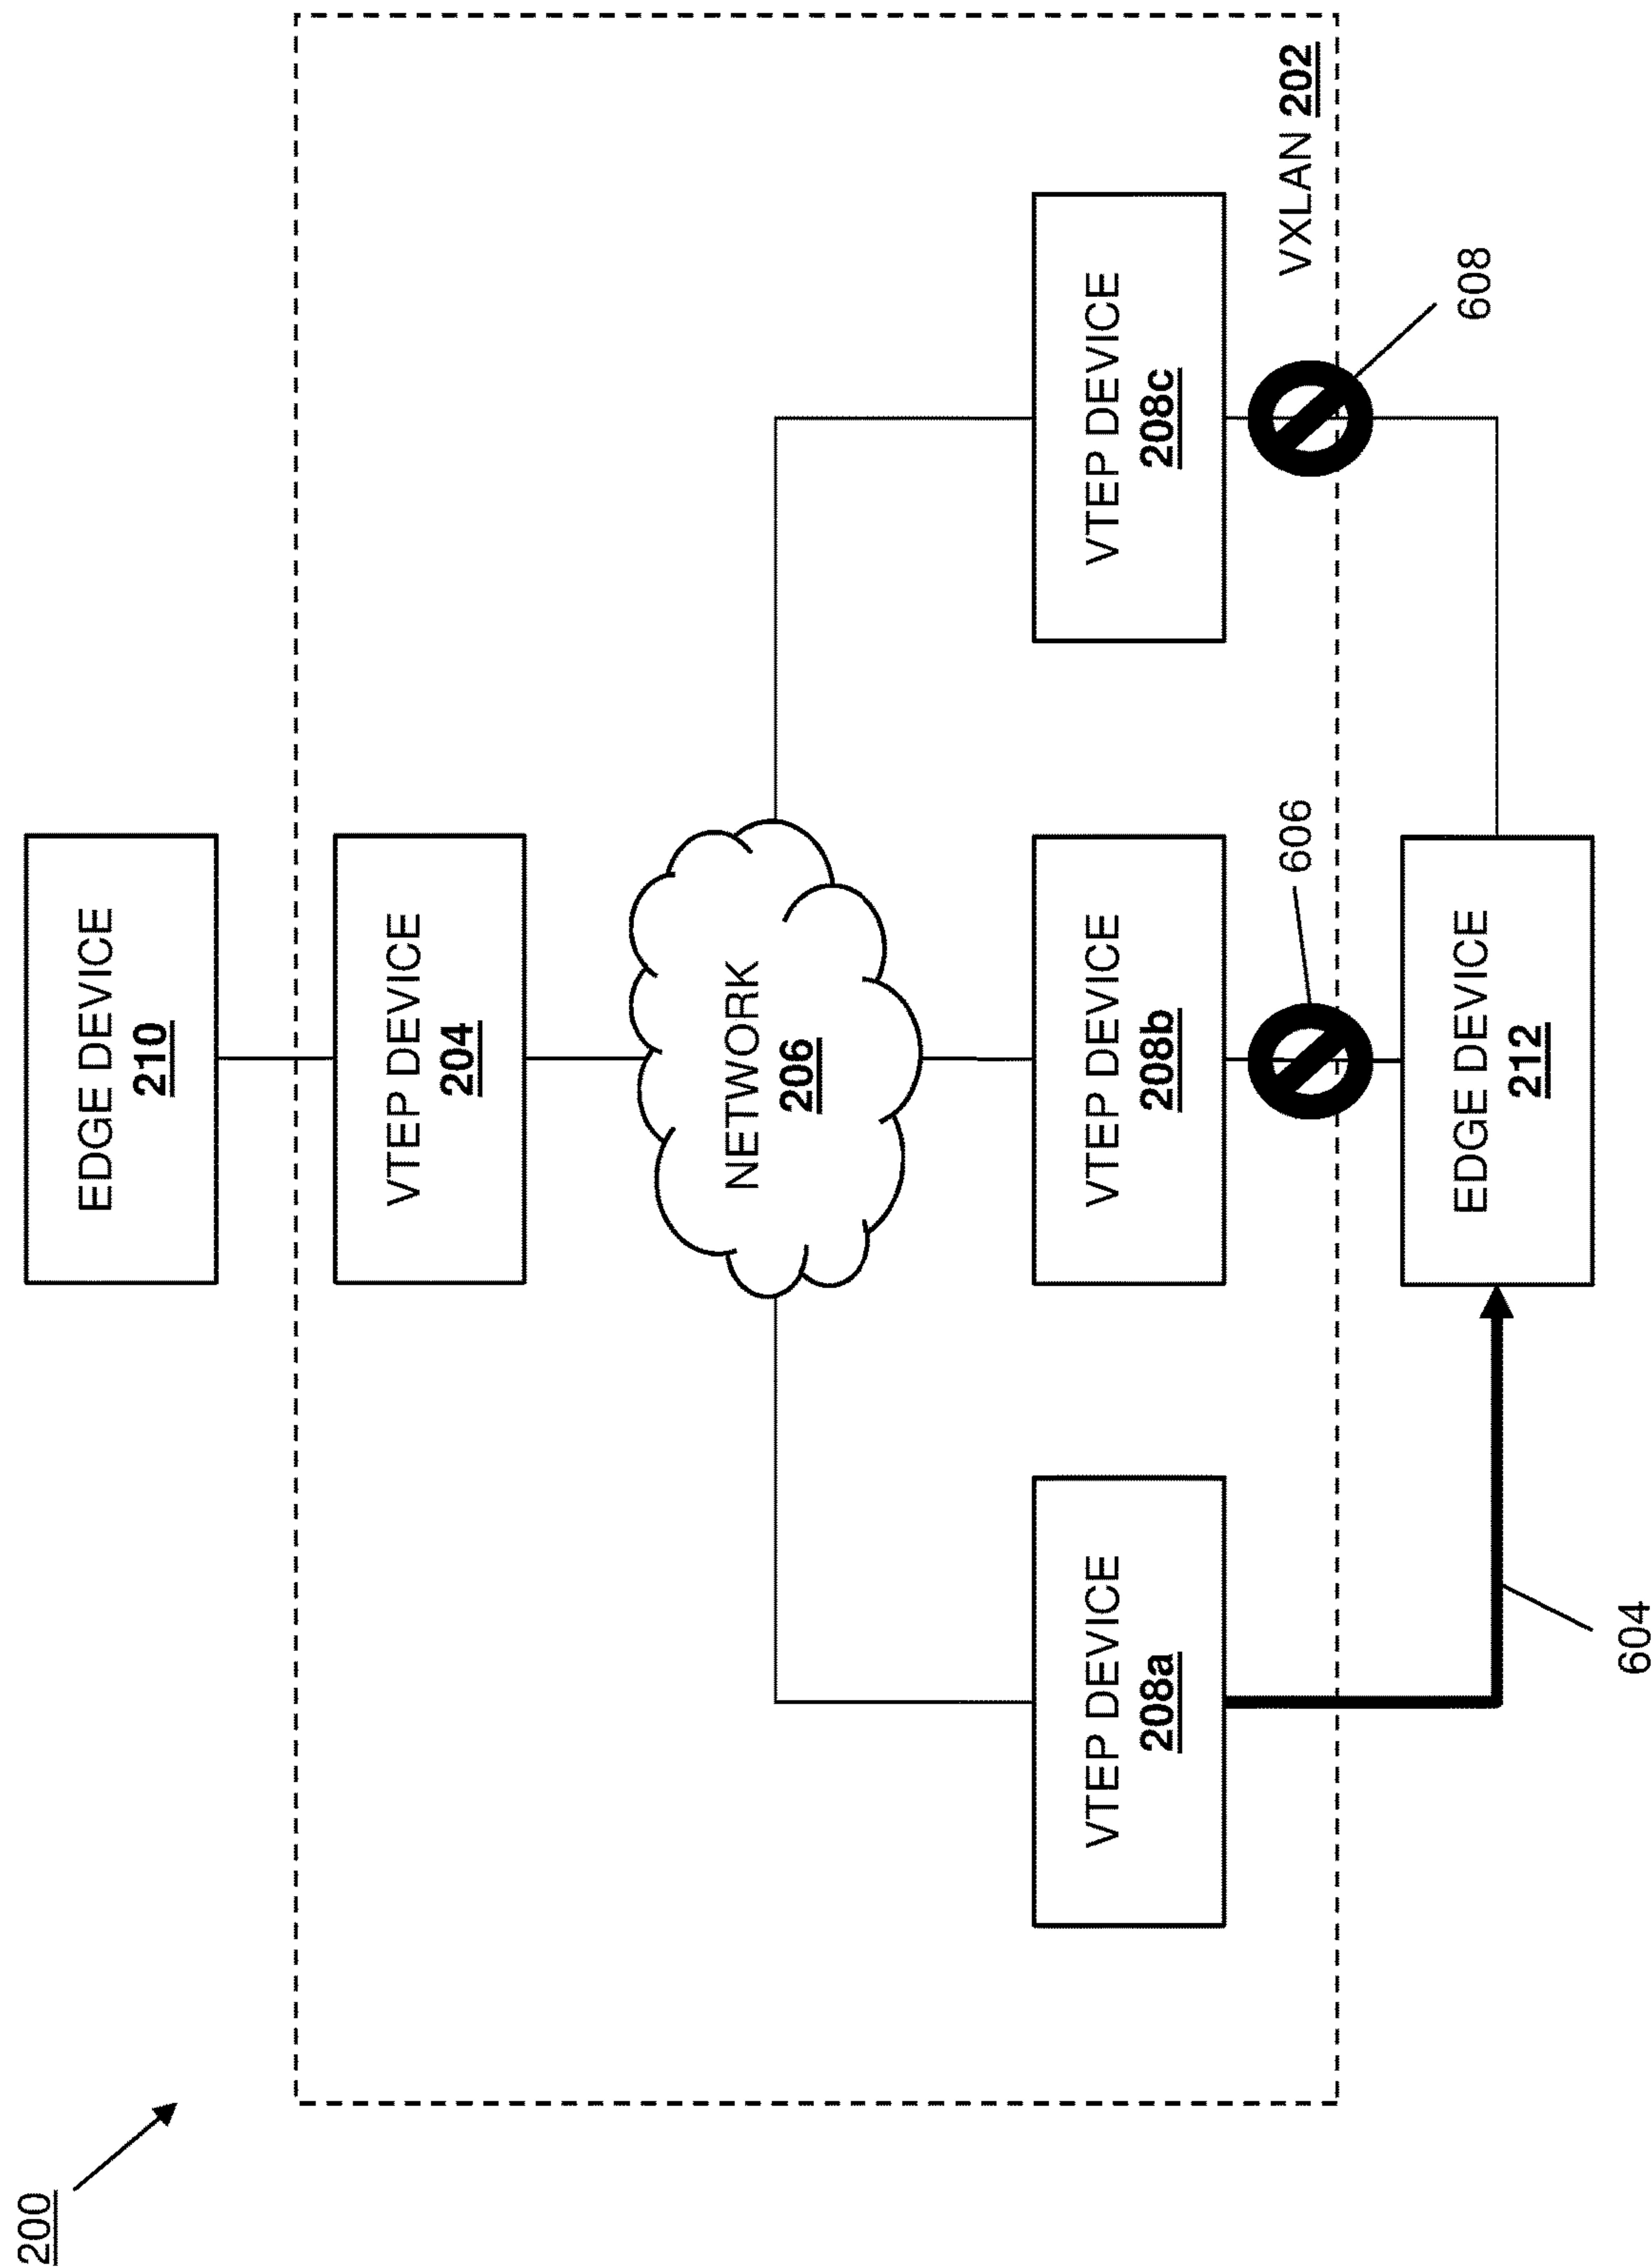 200
EDGE DEVICE
210
VTEP DEVICE
204
NETWORK
206
VTEP DEVICE
208a
VTEP DEVICE
208b
VTEP DEVICE
208c
VXLAN 202
606
608
EDGE DEVICE
212
604